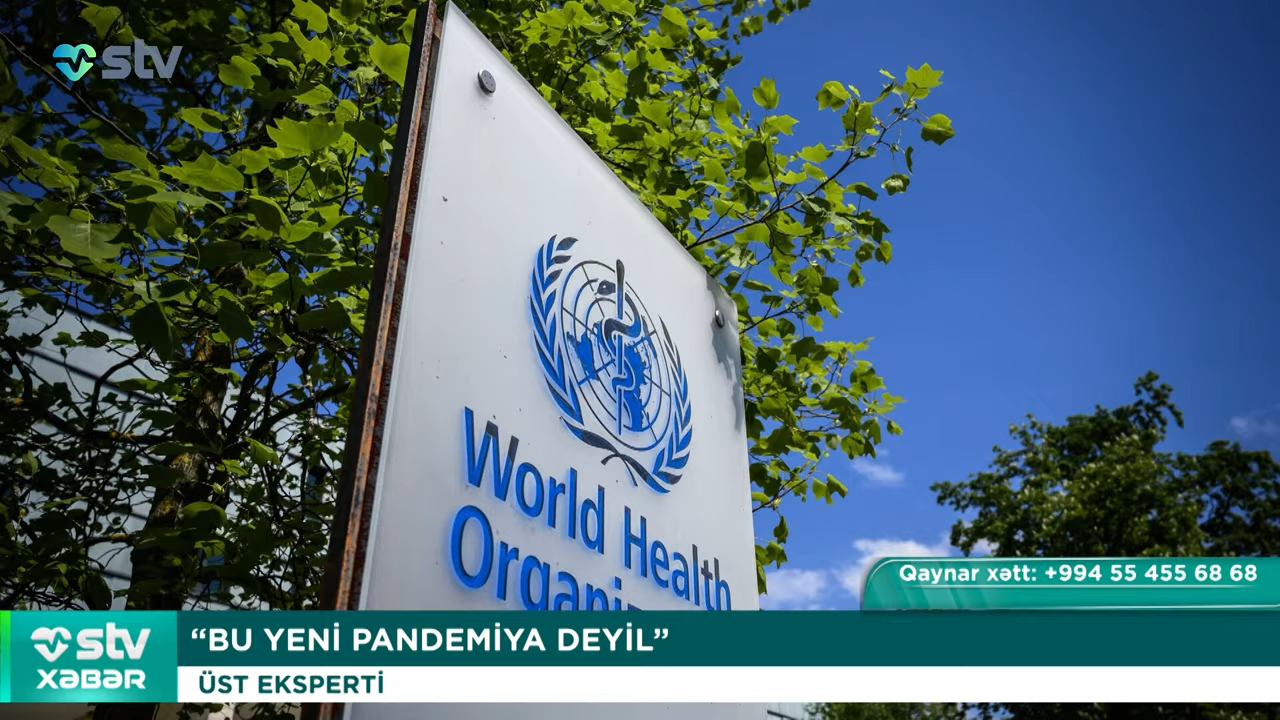 stv
World Health
Qaynar xətt: +994 55 455 68 68
stv
XƏBƏR
“BU YENİ PANDEMİYA DEYİL”
ÜST EKSPERTİ